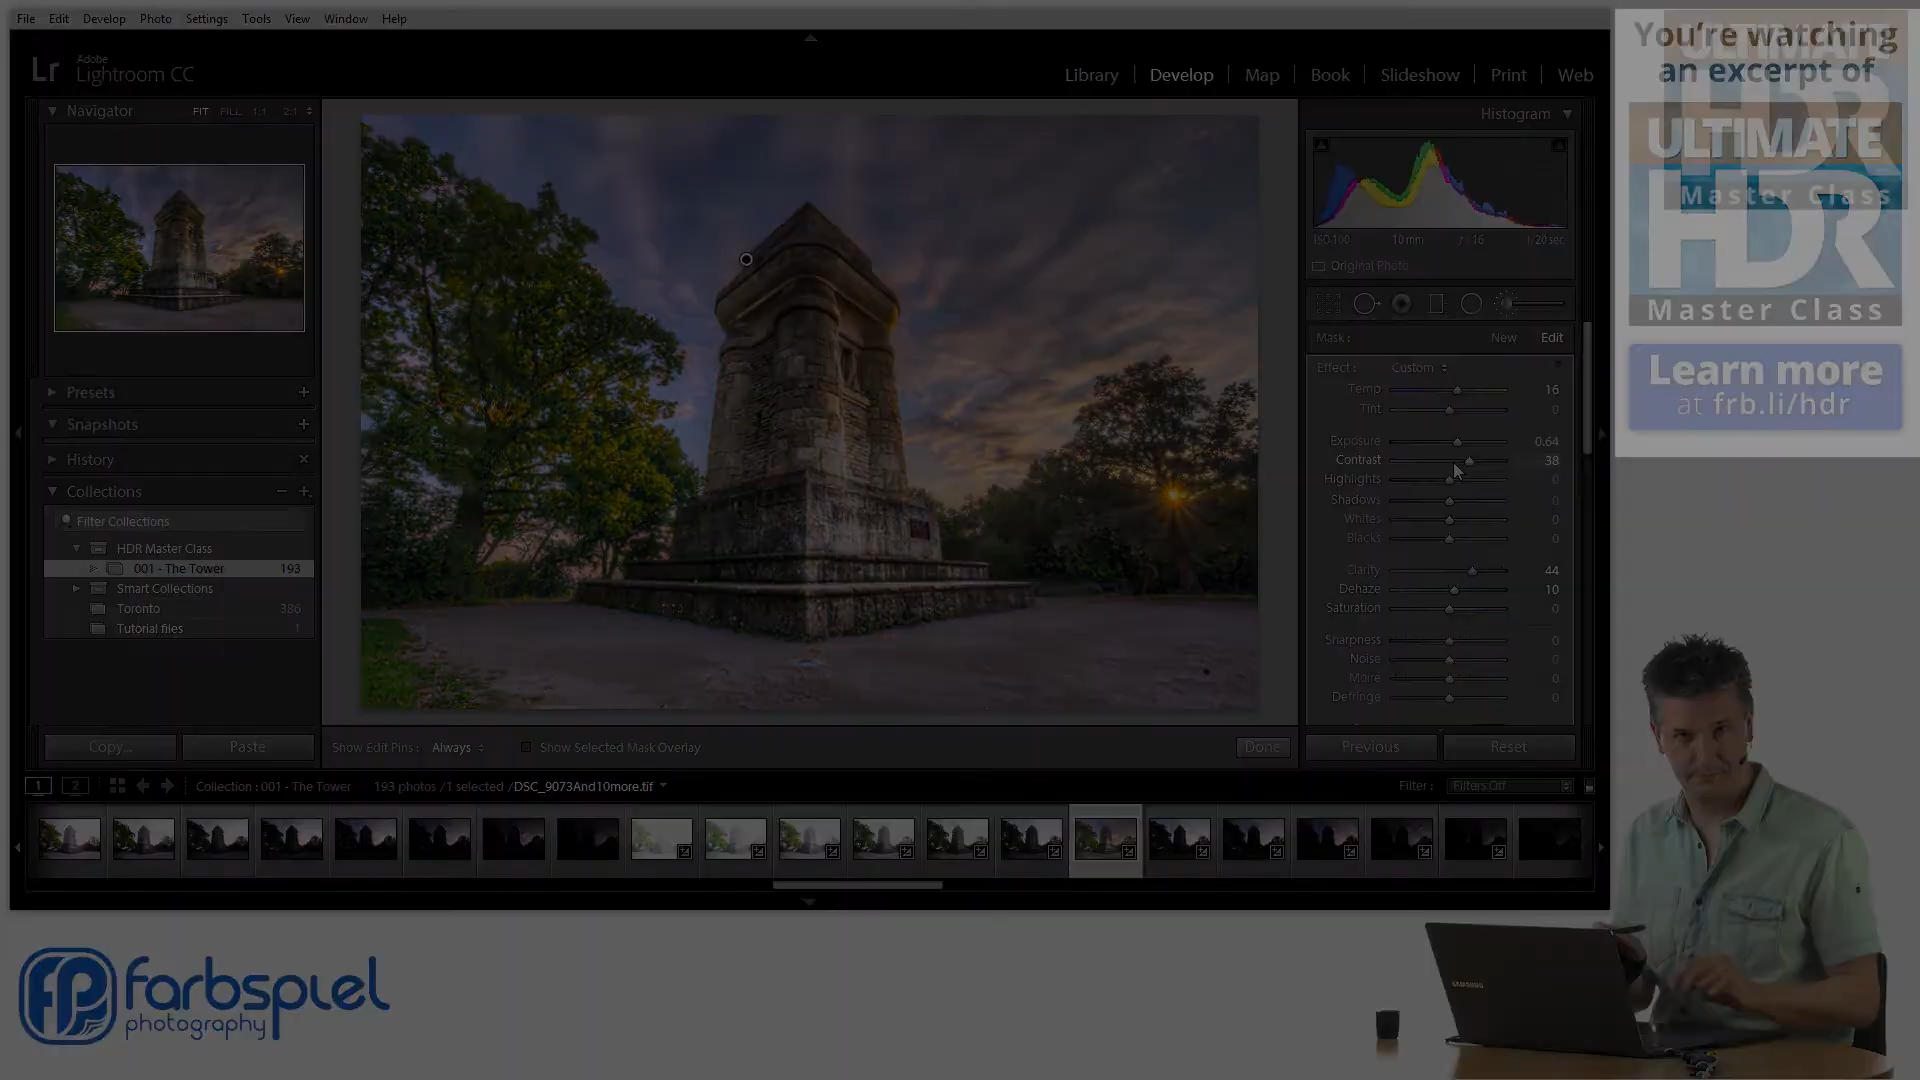 File Edit Develop Photo Settings Tools View Window Help
Lr Adobe
Lightroom CC
Library Develop Map Book Slideshow Print Web
Navigator FIT FILL 1:1 2:1
Presets
Snapshots
History
Collections
Filter Collections
HDR Master Class
001 - The Tower 193
Smart Collections
Toronto 386
Tutorial files 1
Copy... Paste
Histogram
ISO 100 10 mm ƒ / 16 1/20 sec
Original Photo
Mask : New Edit
Effect : Custom
Temp 16
Tint 0
Exposure 0.64
Contrast 38
Highlights 0
Shadows 0
Whites 0
Blacks 0
Clarity 44
Dehaze 10
Saturation 0
Sharpness 0
Noise 0
Moire 0
Defringe 0
Show Edit Pins : Always Show Selected Mask Overlay Done
Previous Reset
1 2 Collection : 001 - The Tower 193 photos / 1 selected / DSC_9073And10more.tif Filter : Filters Off
You're watching
an excerpt of
ULTIMATE
HDR
Master Class
ULTIMATE
HDR
Master Class
Learn more
at frb.li/hdr
fp farbspiel
photography
SAMSUNG